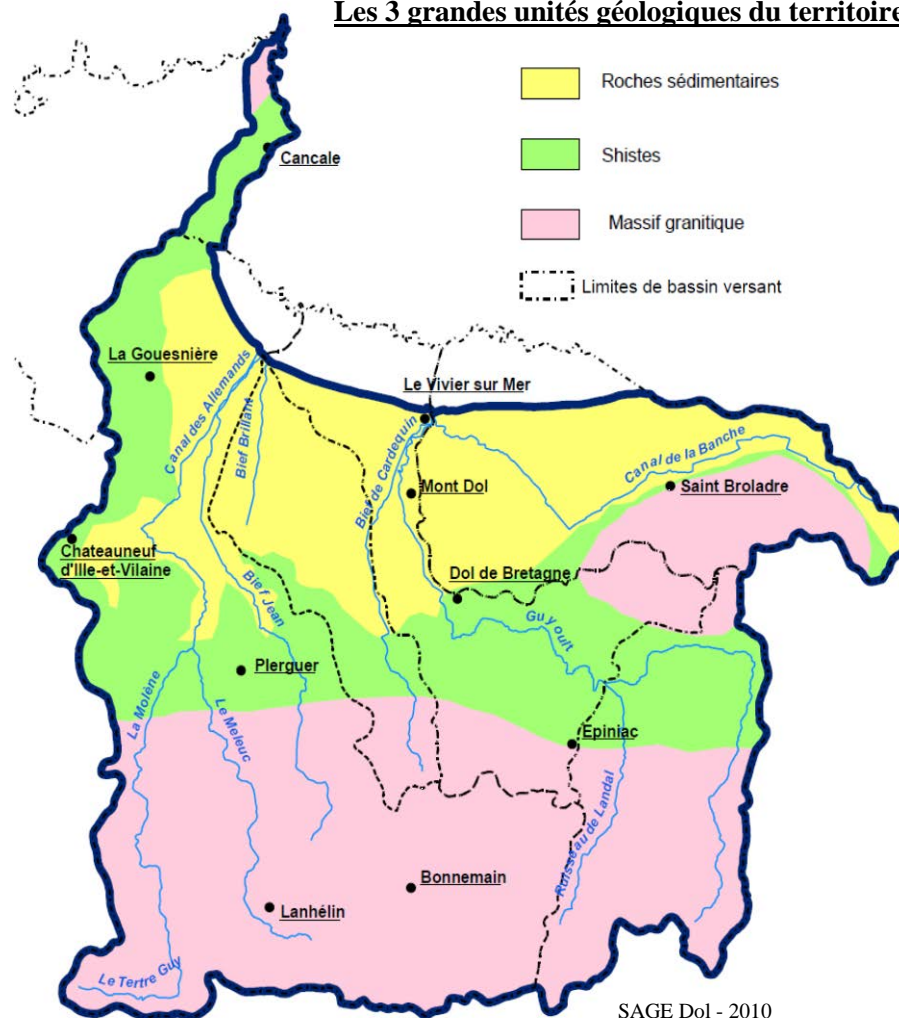 Les 3 grandes unités géologiques du territoire
Roches sédimentaires
Shistes
Massif granitique
Limites de bassin versant
Cancale
La Gouesnière
Canal des Allemands
Bief Brillant
Le Vivier sur Mer
Bief de Cardequin
Canal de la Banche
Mont Dol
Saint Broladre
Chateauneuf
d'Ille-et-Vilaine
Bief Jean
Dol de Bretagne
Guyoult
Plerguer
La Molène
Le Meleuc
Epiniac
Ruisseau de Landal
Bonnemain
Lanhélin
Le Tertre Guy
SAGE Dol - 2010